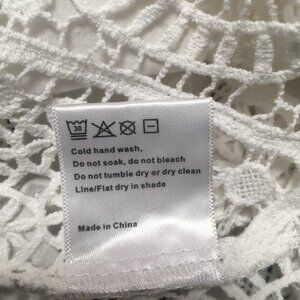 30
Cold hand wash.
Do not soak, do not bleach
Do not tumble dry or dry clean
Line/Flat dry in shade
Made in China